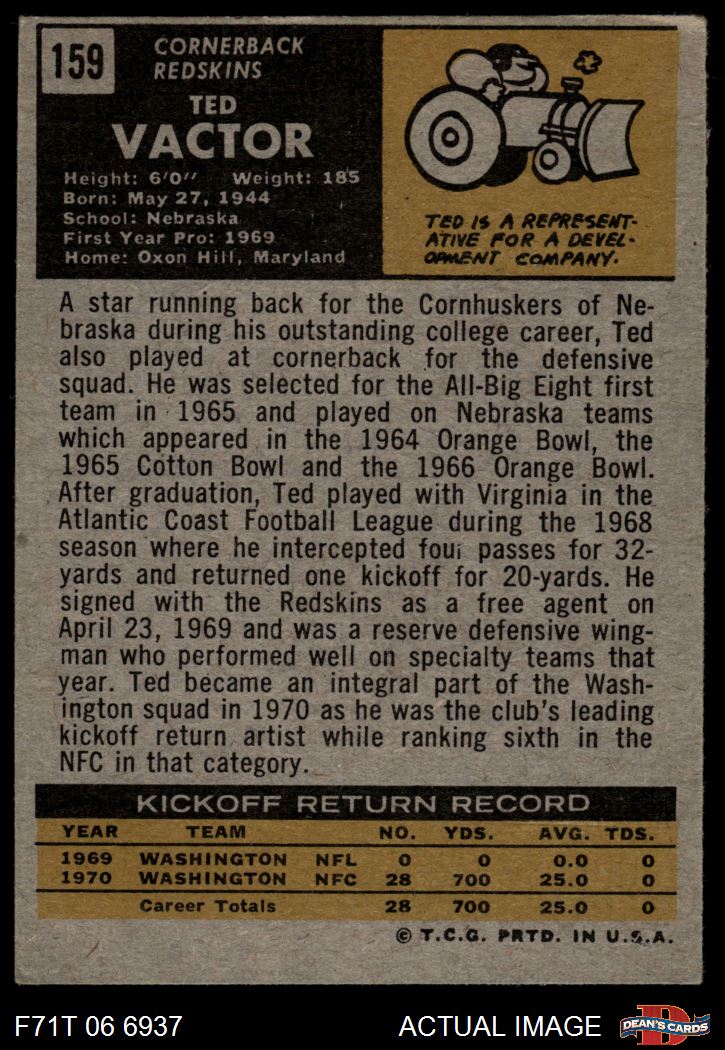 159
CORNERBACK
REDSKINS
TED
VACTOR
Height: 6'0" Weight: 185
Born: May 27, 1944
School: Nebraska
First Year Pro: 1969
Home: Oxon Hill, Maryland
TED IS A REPRESENT-
ATIVE FOR A DEVEL-
OPMENT COMPANY.
A star running back for the Cornhuskers of Ne-
braska during his outstanding college career, Ted
also played at cornerback for the defensive
squad. He was selected for the All-Big Eight first
team in 1965 and played on Nebraska teams
which appeared in the 1964 Orange Bowl, the
1965 Cotton Bowl and the 1966 Orange Bowl.
After graduation, Ted played with Virginia in the
Atlantic Coast Football League during the 1968
season where he intercepted four passes for 32-
yards and returned one kickoff for 20-yards. He
signed with the Redskins as a free agent on
April 23, 1969 and was a reserve defensive wing-
man who performed well on specialty teams that
year. Ted became an integral part of the Wash-
ington squad in 1970 as he was the club's leading
kickoff return artist while ranking sixth in the
NFC in that category.
KICKOFF RETURN RECORD
YEAR TEAM NO. YDS. AVG. TDS.
1969 WASHINGTON NFL 0 0 0.0 0
1970 WASHINGTON NFC 28 700 25.0 0
Career Totals 28 700 25.0 0
© T.C.G. PRTD. IN U.S.A.
F71T 06 6937 ACTUAL IMAGE D DEAN'S CARDS